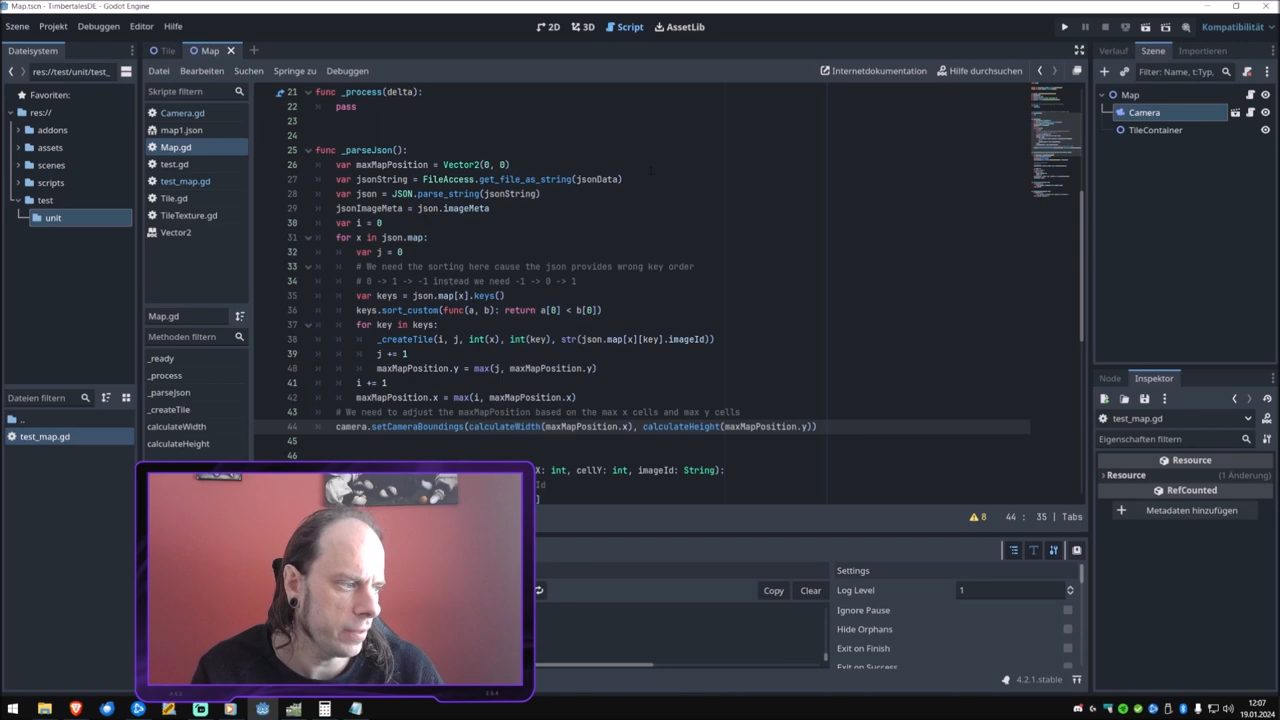 Map.tscn - TimbertalesDE - Godot Engine
Szene Projekt Debuggen Editor Hilfe
2D 3D Script AssetLib
Kompatibilität
Dateisystem
Tile Map
Verlauf Szene Importieren
res://test/unit/test_
Datei Bearbeiten Suchen Springe zu Debuggen
Internetdokumentation Hilfe durchsuchen
Filter: Name, t:Typ,
Favoriten:
res://
addons
assets
scenes
scripts
test
unit
Dateien filtern
..
test_map.gd
Skripte filtern
Camera.gd
map1.json
Map.gd
test.gd
test_map.gd
Tile.gd
TileTexture.gd
Vector2
Map.gd
Methoden filtern
_ready
_process
_parseJson
_createTile
calculateWidth
calculateHeight
21 func _process(delta):
22 pass
23
24
25 func _parseJson():
26 var maxMapPosition = Vector2(0, 0)
27 var jsonString = FileAccess.get_file_as_string(jsonData)
28 var json = JSON.parse_string(jsonString)
29 jsonImageMeta = json.imageMeta
30 var i = 0
31 for x in json.map:
32 var j = 0
33 # We need the sorting here cause the json provides wrong key order
34 # 0 -> 1 -> -1 instead we need -1 -> 0 -> 1
35 var keys = json.map[x].keys()
36 keys.sort_custom(func(a, b): return a[0] < b[0])
37 for key in keys:
38 _createTile(i, j, int(x), int(key), str(json.map[x][key].imageId))
39 j += 1
40 maxMapPosition.y = max(j, maxMapPosition.y)
41 i += 1
42 maxMapPosition.x = max(i, maxMapPosition.x)
43 # We need to adjust the maxMapPosition based on the max x cells and max y cells
44 camera.setCameraBoundings(calculateWidth(maxMapPosition.x), calculateHeight(maxMapPosition.y))
45
46
X: int, cellY: int, imageId: String):
Id
]
8 44 : 35 | Tabs
Map
Camera
TileContainer
Node Inspektor
test_map.gd
Eigenschaften filtern
Resource
Resource (1 Änderung)
RefCounted
Metadaten hinzufügen
Copy Clear
Settings
Log Level 1
Ignore Pause
Hide Orphans
Exit on Finish
Exit on Success
4.2.1.stable
12:07
19.01.2024